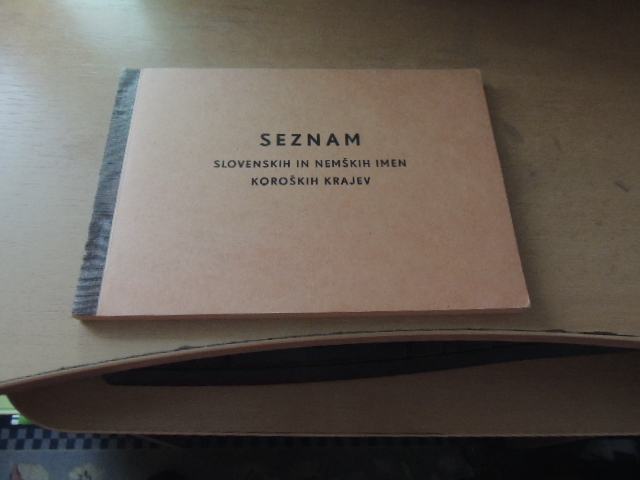 SEZNAM
SLOVENSKIH IN NEMŠKIH IMEN
KOROŠKIH KRAJEV